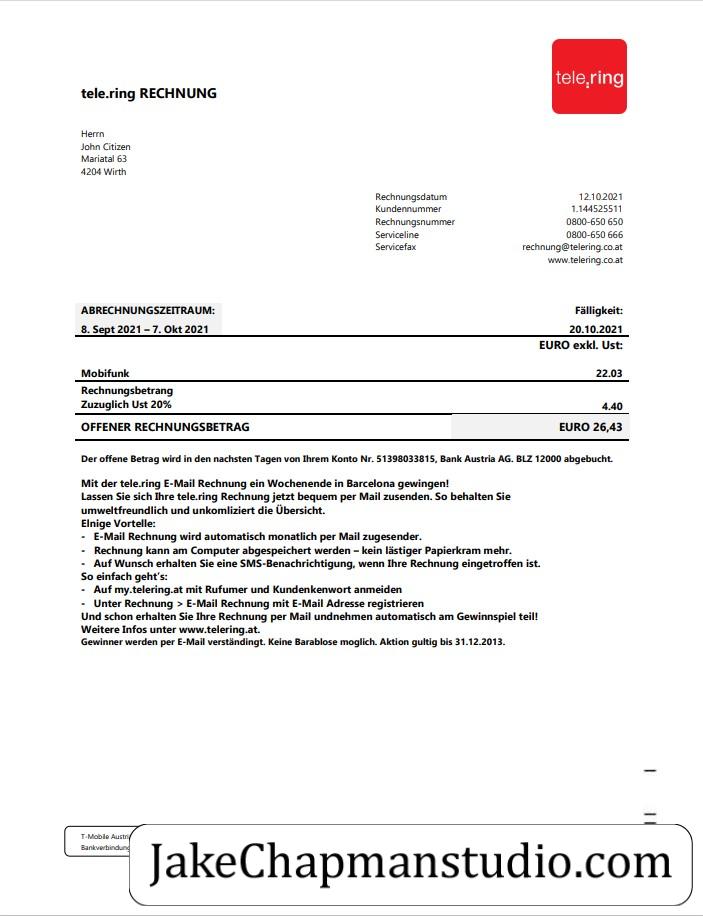 tele.ring
tele.ring RECHNUNG
Herrn
John Citizen
Mariatal 63
4204 Wirth
Rechnungsdatum 12.10.2021
Kundennummer 1.144525511
Rechnungsnummer 0800-650 650
Serviceline 0800-650 666
Servicefax rechnung@telering.co.at
www.telering.co.at
ABRECHNUNGSZEITRAUM: Fälligkeit:
8. Sept 2021 – 7. Okt 2021 20.10.2021
EURO exkl. Ust:
Mobifunk 22.03
Rechnungsbetrang
Zuzuglich Ust 20% 4.40
OFFENER RECHNUNGSBETRAG EURO 26,43
Der offene Betrag wird in den nachsten Tagen von Ihrem Konto Nr. 51398033815, Bank Austria AG. BLZ 12000 abgebucht.
Mit der tele.ring E-Mail Rechnung ein Wochenende in Barcelona gewingen!
Lassen Sie sich Ihre tele.ring Rechnung jetzt bequem per Mail zusenden. So behalten Sie
umweltfreundlich und unkomliziert die Übersicht.
Elnige Vortelle:
- E-Mail Rechnung wird automatisch monatlich per Mail zugesender.
- Rechnung kann am Computer abgespeichert werden – kein lästiger Papierkram mehr.
- Auf Wunsch erhalten Sie eine SMS-Benachrichtigung, wenn Ihre Rechnung eingetroffen ist.
So einfach geht's:
- Auf my.telering.at mit Rufumer und Kundenkenwort anmeiden
- Unter Rechnung > E-Mail Rechnung mit E-Mail Adresse registrieren
Und schon erhalten Sie Ihre Rechnung per Mail undnehmen automatisch am Gewinnspiel teil!
Weitere Infos unter www.telering.at.
Gewinner werden per E-Mail verständingt. Keine Barablose moglich. Aktion gultig bis 31.12.2013.
T-Mobile Austri
Bankverbindung
JakeChapmanstudio.com